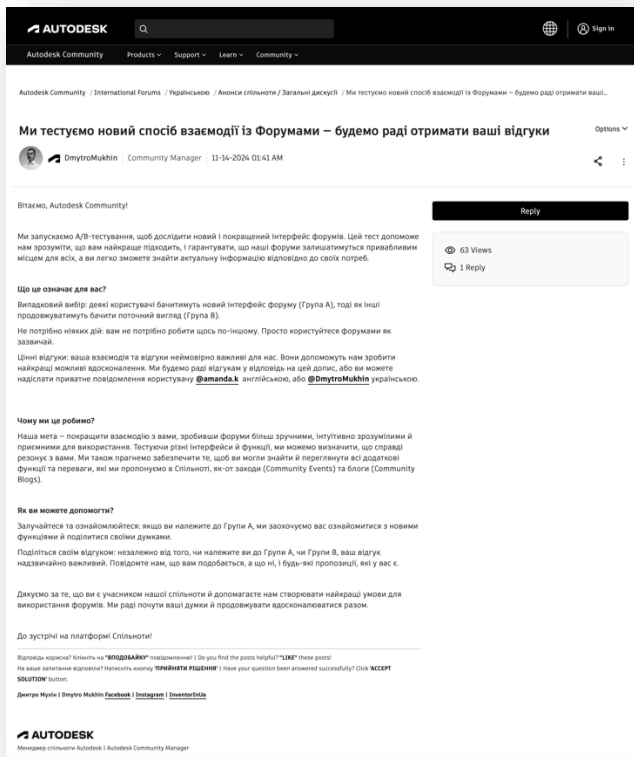 AUTODESK
Sign in
Autodesk Community Products Support Learn Community
Autodesk Community / International Forums / Українською / Анонси спільноти / Загальні дискусії / Ми тестуємо новий спосіб взаємодії із Форумами – будемо раді отримати ваші...
Ми тестуємо новий спосіб взаємодії із Форумами – будемо раді отримати ваші відгуки
Options
DmytroMukhin Community Manager 11-14-2024 01:41 AM
Вітаємо, Autodesk Community!
Reply
63 Views
1 Reply
Ми запускаємо A/B-тестування, щоб дослідити новий і покращений інтерфейс форумів. Цей тест допоможе
нам зрозуміти, що вам найкраще підходить, і гарантувати, що наші форуми залишатимуться привабливим
місцем для всіх, а ви легко зможете знайти актуальну інформацію відповідно до своїх потреб.
Що це означає для вас?
Випадковий вибір: деякі користувачі бачитимуть новий інтерфейс форуму (Група A), тоді як інші
продовжуватимуть бачити поточний вигляд (Група B).
Не потрібно ніяких дій: вам не потрібно робити щось по-іншому. Просто користуйтеся форумами як
зазвичай.
Цінні відгуки: ваша взаємодія та відгуки неймовірно важливі для нас. Вони допоможуть нам зробити
найкращі можливі вдосконалення. Ми будемо раді відгукам у відповідь на цей допис, або ви можете
надіслати приватне повідомлення користувачу @amanda.k англійською, або @DmytroMukhin українською.
Чому ми це робимо?
Наша мета – покращити взаємодію з вами, зробивши форуми більш зручними, інтуїтивно зрозумілими й
приємними для використання. Тестуючи різні інтерфейси й функції, ми можемо визначити, що справді
резонує з вами. Ми також прагнемо забезпечити те, щоб ви могли знайти й переглянути всі додаткові
функції та переваги, які ми пропонуємо в Спільноті, як-от заходи (Community Events) та блоги (Community
Blogs).
Як ви можете допомогти?
Залучайтеся та ознайомлюйтеся: якщо ви належите до Групи A, ми заохочуємо вас ознайомитися з новими
функціями й поділитися своїми думками.
Поділіться своїм відгуком: незалежно від того, чи належите ви до Групи A, чи Групи B, ваш відгук
надзвичайно важливий. Повідомте нам, що вам подобається, а що ні, і будь-які пропозиції, які у вас є.
Дякуємо за те, що ви є учасником нашої спільноти й допомагаєте нам створювати найкращі умови для
використання форумів. Ми раді почути ваші думки й продовжувати вдосконалюватися разом.
До зустрічі на платформі Спільноти!
Відповідь корисна? Клікніть на "ВПОДОБАЙКУ" повідомленню! | Do you find the posts helpful? "LIKE" these posts!
На ваше запитання відповіли? Натисніть кнопку 'ПРИЙНЯТИ РІШЕННЯ' | Have your question been answered successfully? Click 'ACCEPT
SOLUTION' button.
Дмитро Мухін | Dmytro Mukhin Facebook | Instagram | InventorInUa
AUTODESK
Менеджер спільноти Autodesk | Autodesk Community Manager